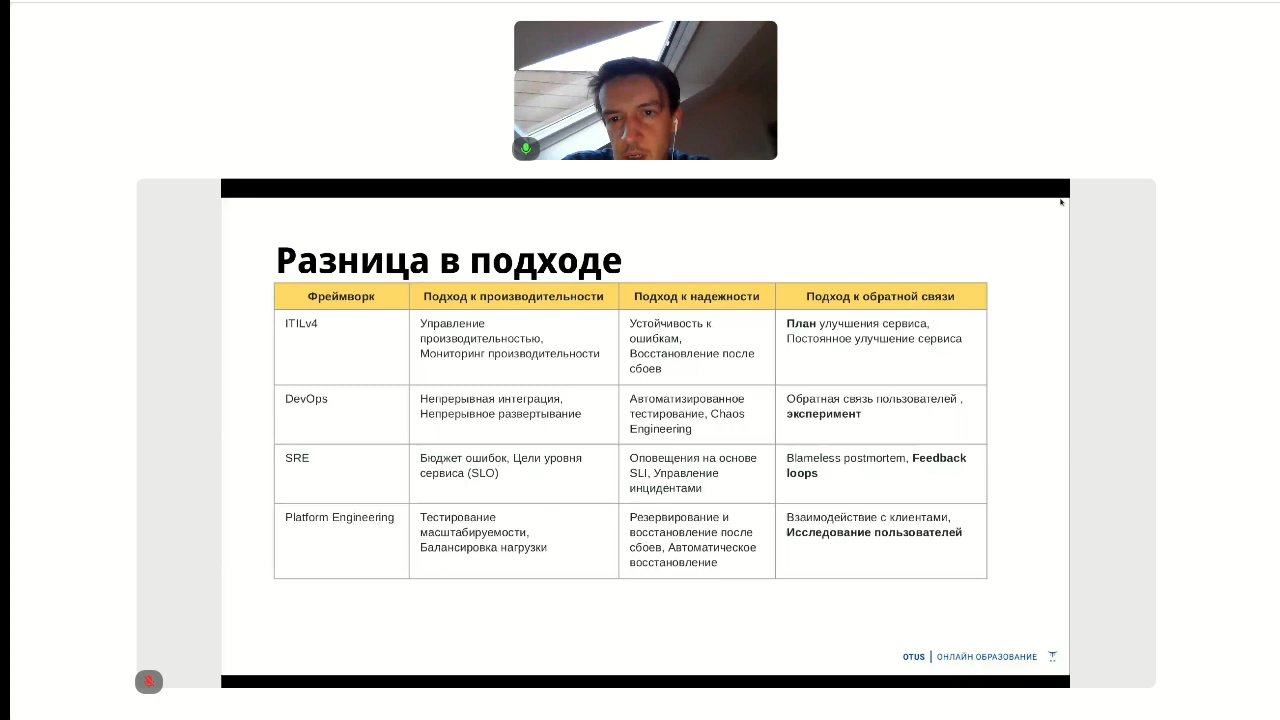 Разница в подходе
Фреймворк Подход к производительности Подход к надежности Подход к обратной связи
ITILv4
Управление
производительностью,
Мониторинг производительности
Устойчивость к
ошибкам,
Восстановление после
сбоев
План улучшения сервиса,
Постоянное улучшение сервиса
DevOps
Непрерывная интеграция,
Непрерывное развертывание
Автоматизированное
тестирование, Chaos
Engineering
Обратная связь пользователей ,
эксперимент
SRE
Бюджет ошибок, Цели уровня
сервиса (SLO)
Оповещения на основе
SLI, Управление
инцидентами
Blameless postmortem, Feedback
loops
Platform Engineering
Тестирование
масштабируемости,
Балансировка нагрузки
Резервирование и
восстановление после
сбоев, Автоматическое
восстановление
Взаимодействие с клиентами,
Исследование пользователей
OTUS | ОНЛАЙН ОБРАЗОВАНИЕ